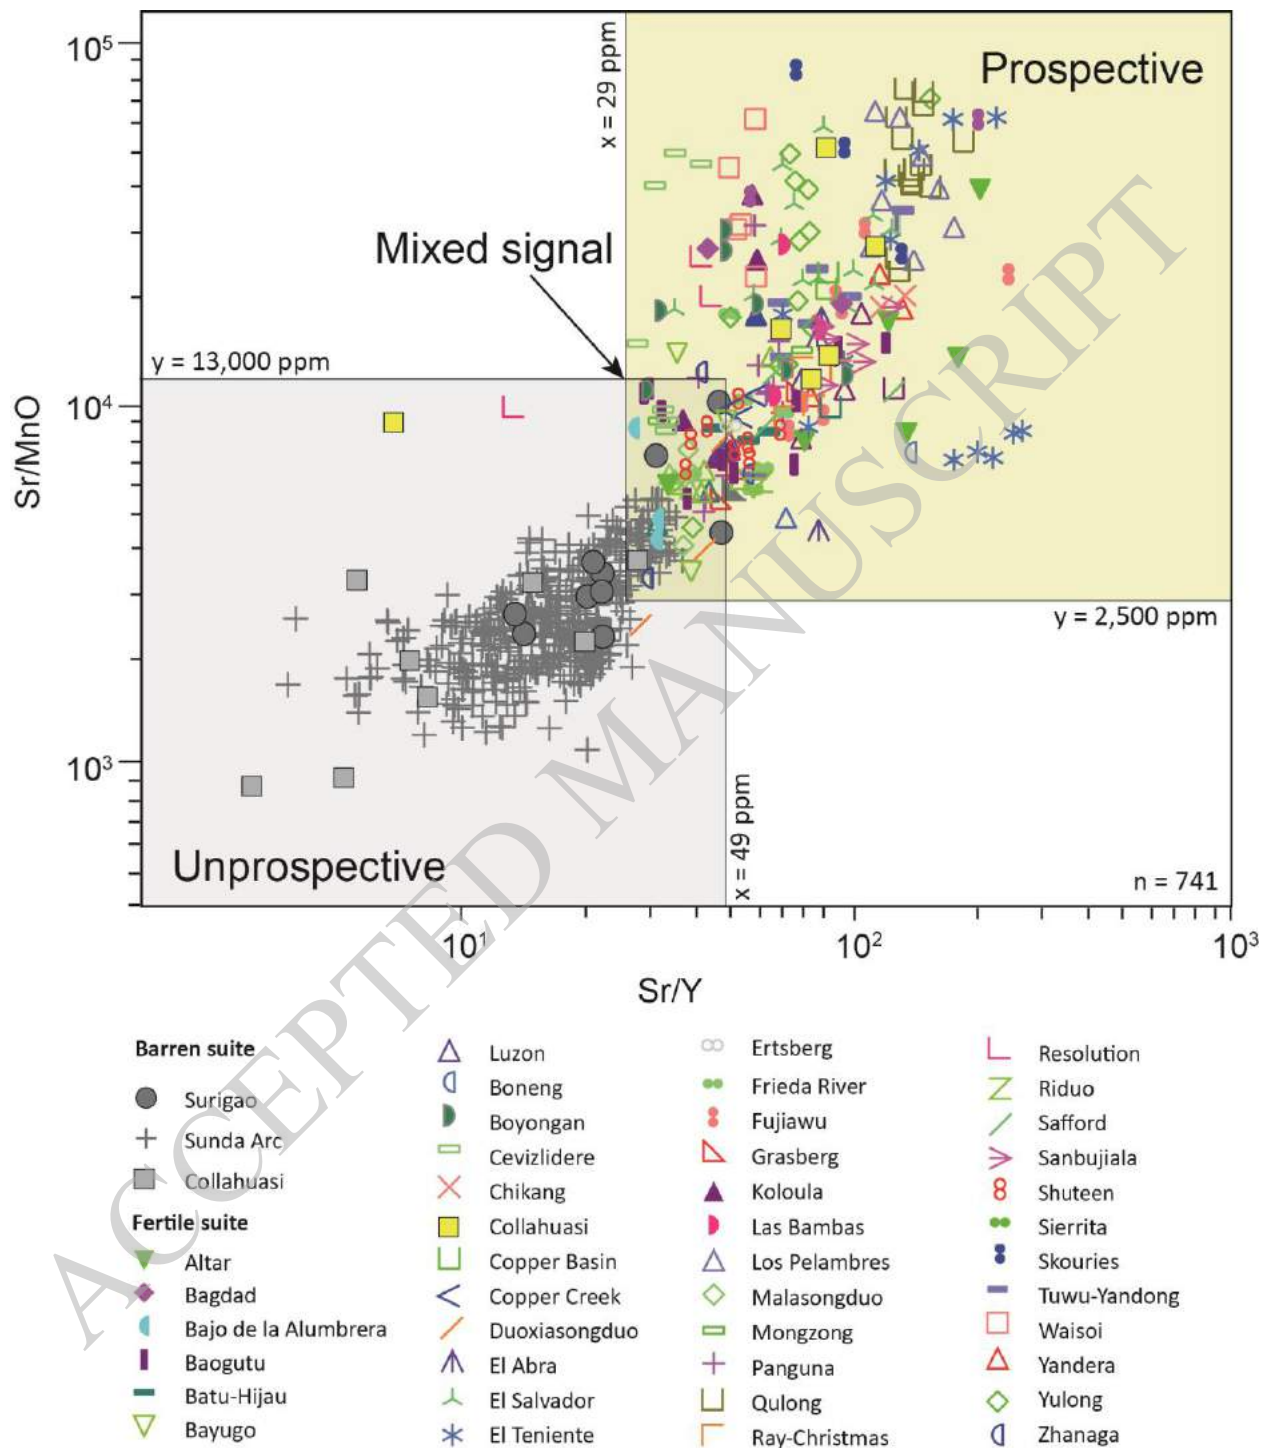 10⁵
x = 29 ppm
Prospective
Mixed signal
y = 13,000 ppm
10⁴
Sr/MnO
y = 2,500 ppm
10³
x = 49 ppm
Unprospective
n = 741
10¹
10²
10³
Sr/Y
ACCEPTED MANUSCRIPT
Barren suite
Surigao
Sunda Arc
Collahuasi
Fertile suite
Altar
Bagdad
Bajo de la Alumbrera
Baogutu
Batu-Hijau
Bayugo
Luzon
Boneng
Boyongan
Cevizlidere
Chikang
Collahuasi
Copper Basin
Copper Creek
Duoxiasongduo
El Abra
El Salvador
El Teniente
Ertsberg
Frieda River
Fujiawu
Grasberg
Koloula
Las Bambas
Los Pelambres
Malasongduo
Mongzong
Panguna
Qulong
Ray-Christmas
Resolution
Riduo
Safford
Sanbujiala
Shuteen
Sierrita
Skouries
Tuwu-Yandong
Waisoi
Yandera
Yulong
Zhanaga